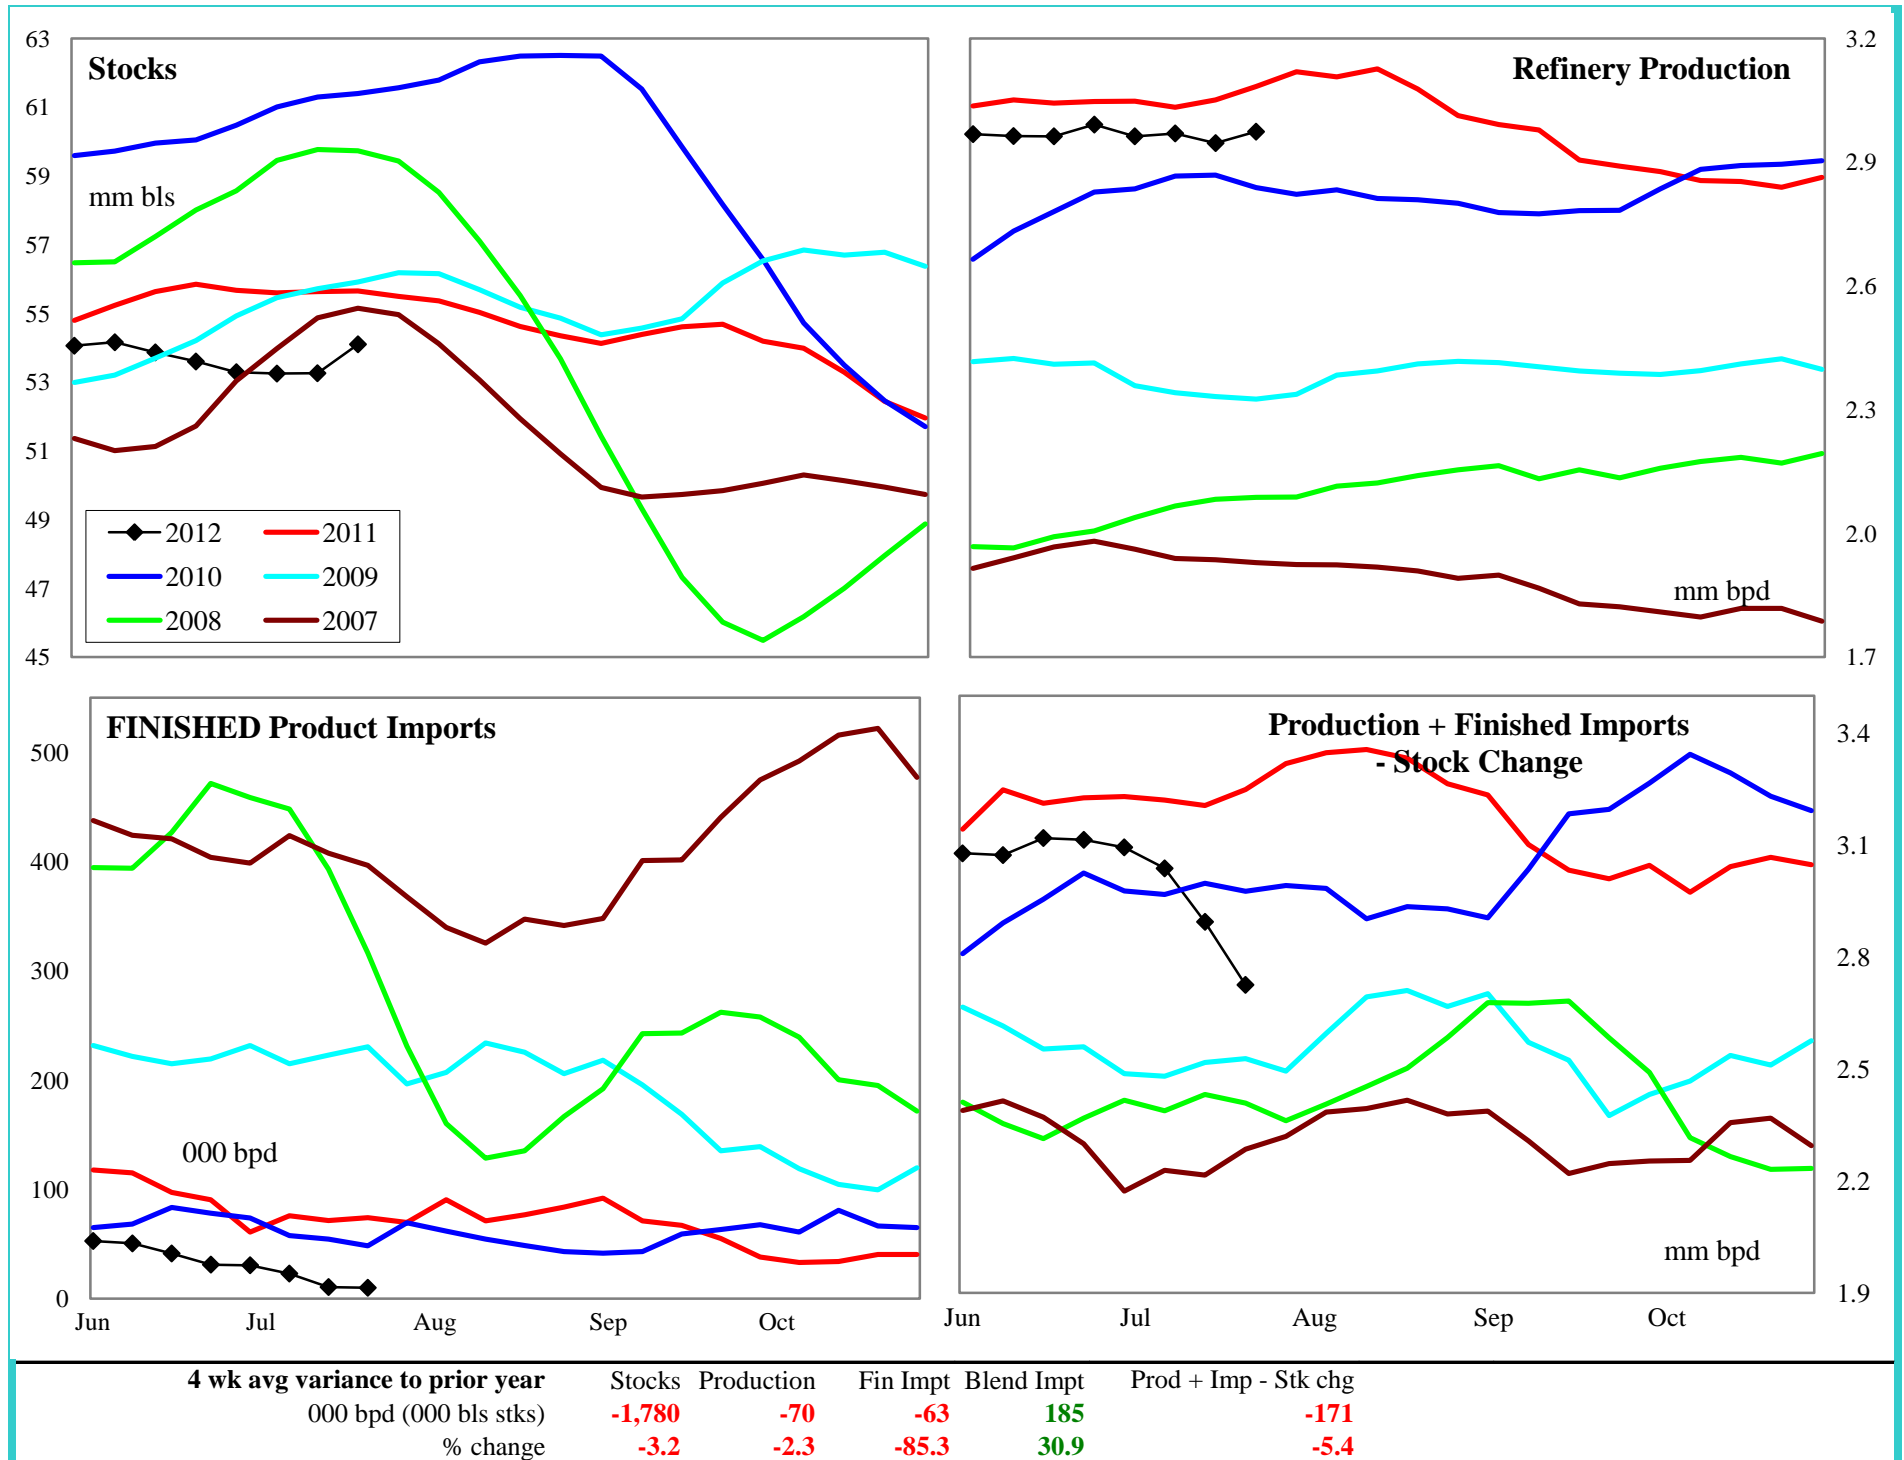 Stocks
mm bls
63
61
59
57
55
53
51
49
47
45
2012 2011
2010 2009
2008 2007
Refinery Production
mm bpd
3.2
2.9
2.6
2.3
2.0
1.7
FINISHED Product Imports
000 bpd
500
400
300
200
100
0
Jun Jul Aug Sep Oct
Production + Finished Imports
- Stock Change
mm bpd
3.4
3.1
2.8
2.5
2.2
1.9
Jun Jul Aug Sep Oct
4 wk avg variance to prior year Stocks Production Fin Impt Blend Impt Prod + Imp - Stk chg
000 bpd (000 bls stks) -1,780 -70 -63 185 -171
% change -3.2 -2.3 -85.3 30.9 -5.4